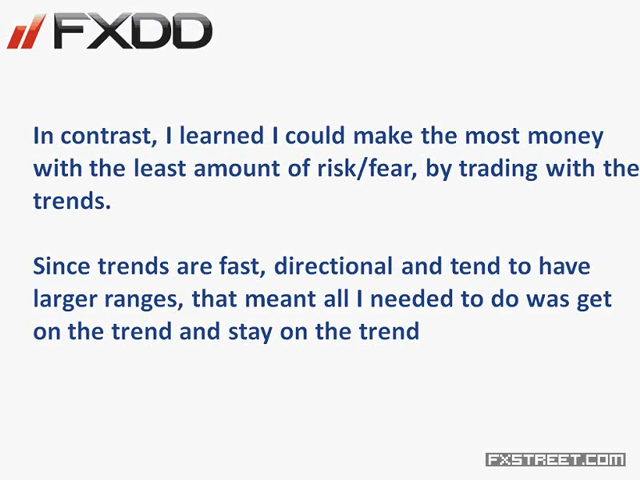 FXDD
In contrast, I learned I could make the most money
with the least amount of risk/fear, by trading with the
trends.
Since trends are fast, directional and tend to have
larger ranges, that meant all I needed to do was get
on the trend and stay on the trend
FXSTREET.COM